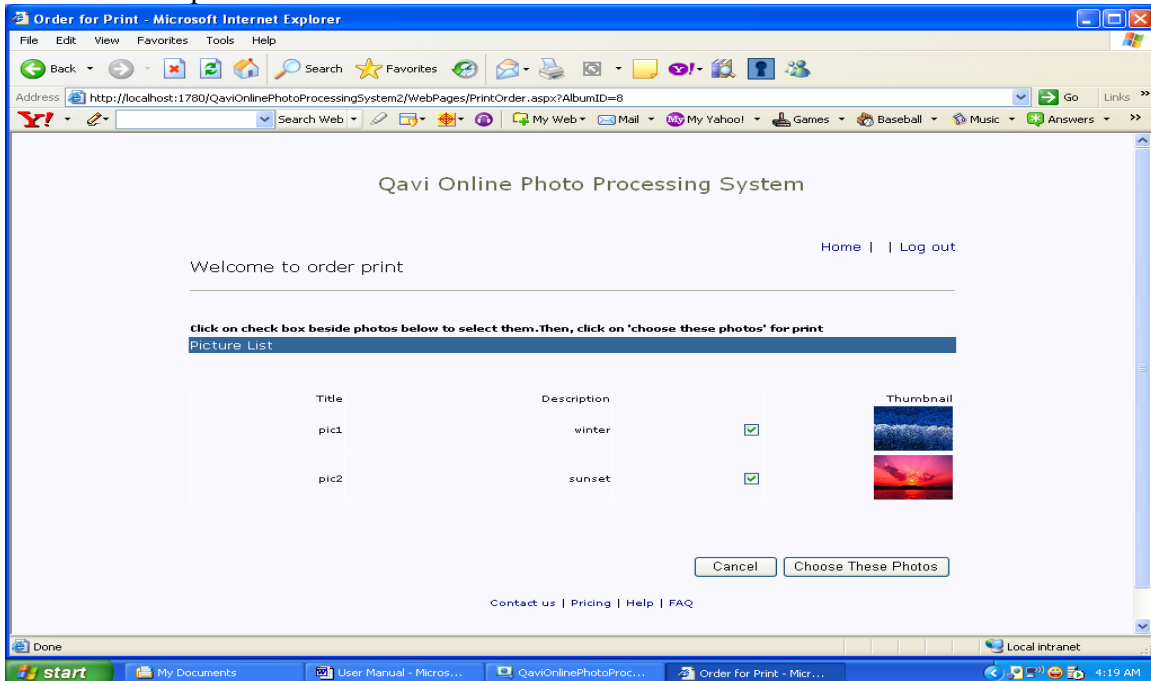 Order for Print - Microsoft Internet Explorer
File Edit View Favorites Tools Help
Back Search Favorites
Address http://localhost:1780/QaviOnlinePhotoProcessingSystem2/WebPages/PrintOrder.aspx?AlbumID=8 Go Links »
Y! Search Web My Web Mail My Yahoo! Games Baseball Music Answers »
Qavi Online Photo Processing System
Home | | Log out
Welcome to order print
Click on check box beside photos below to select them.Then, click on 'choose these photos' for print
Picture List
Title Description Thumbnail
pic1 winter
pic2 sunset
Cancel Choose These Photos
Contact us | Pricing | Help | FAQ
Done Local intranet
start My Documents User Manual - Micros... QaviOnlinePhotoProc... Order for Print - Micr... 4:19 AM